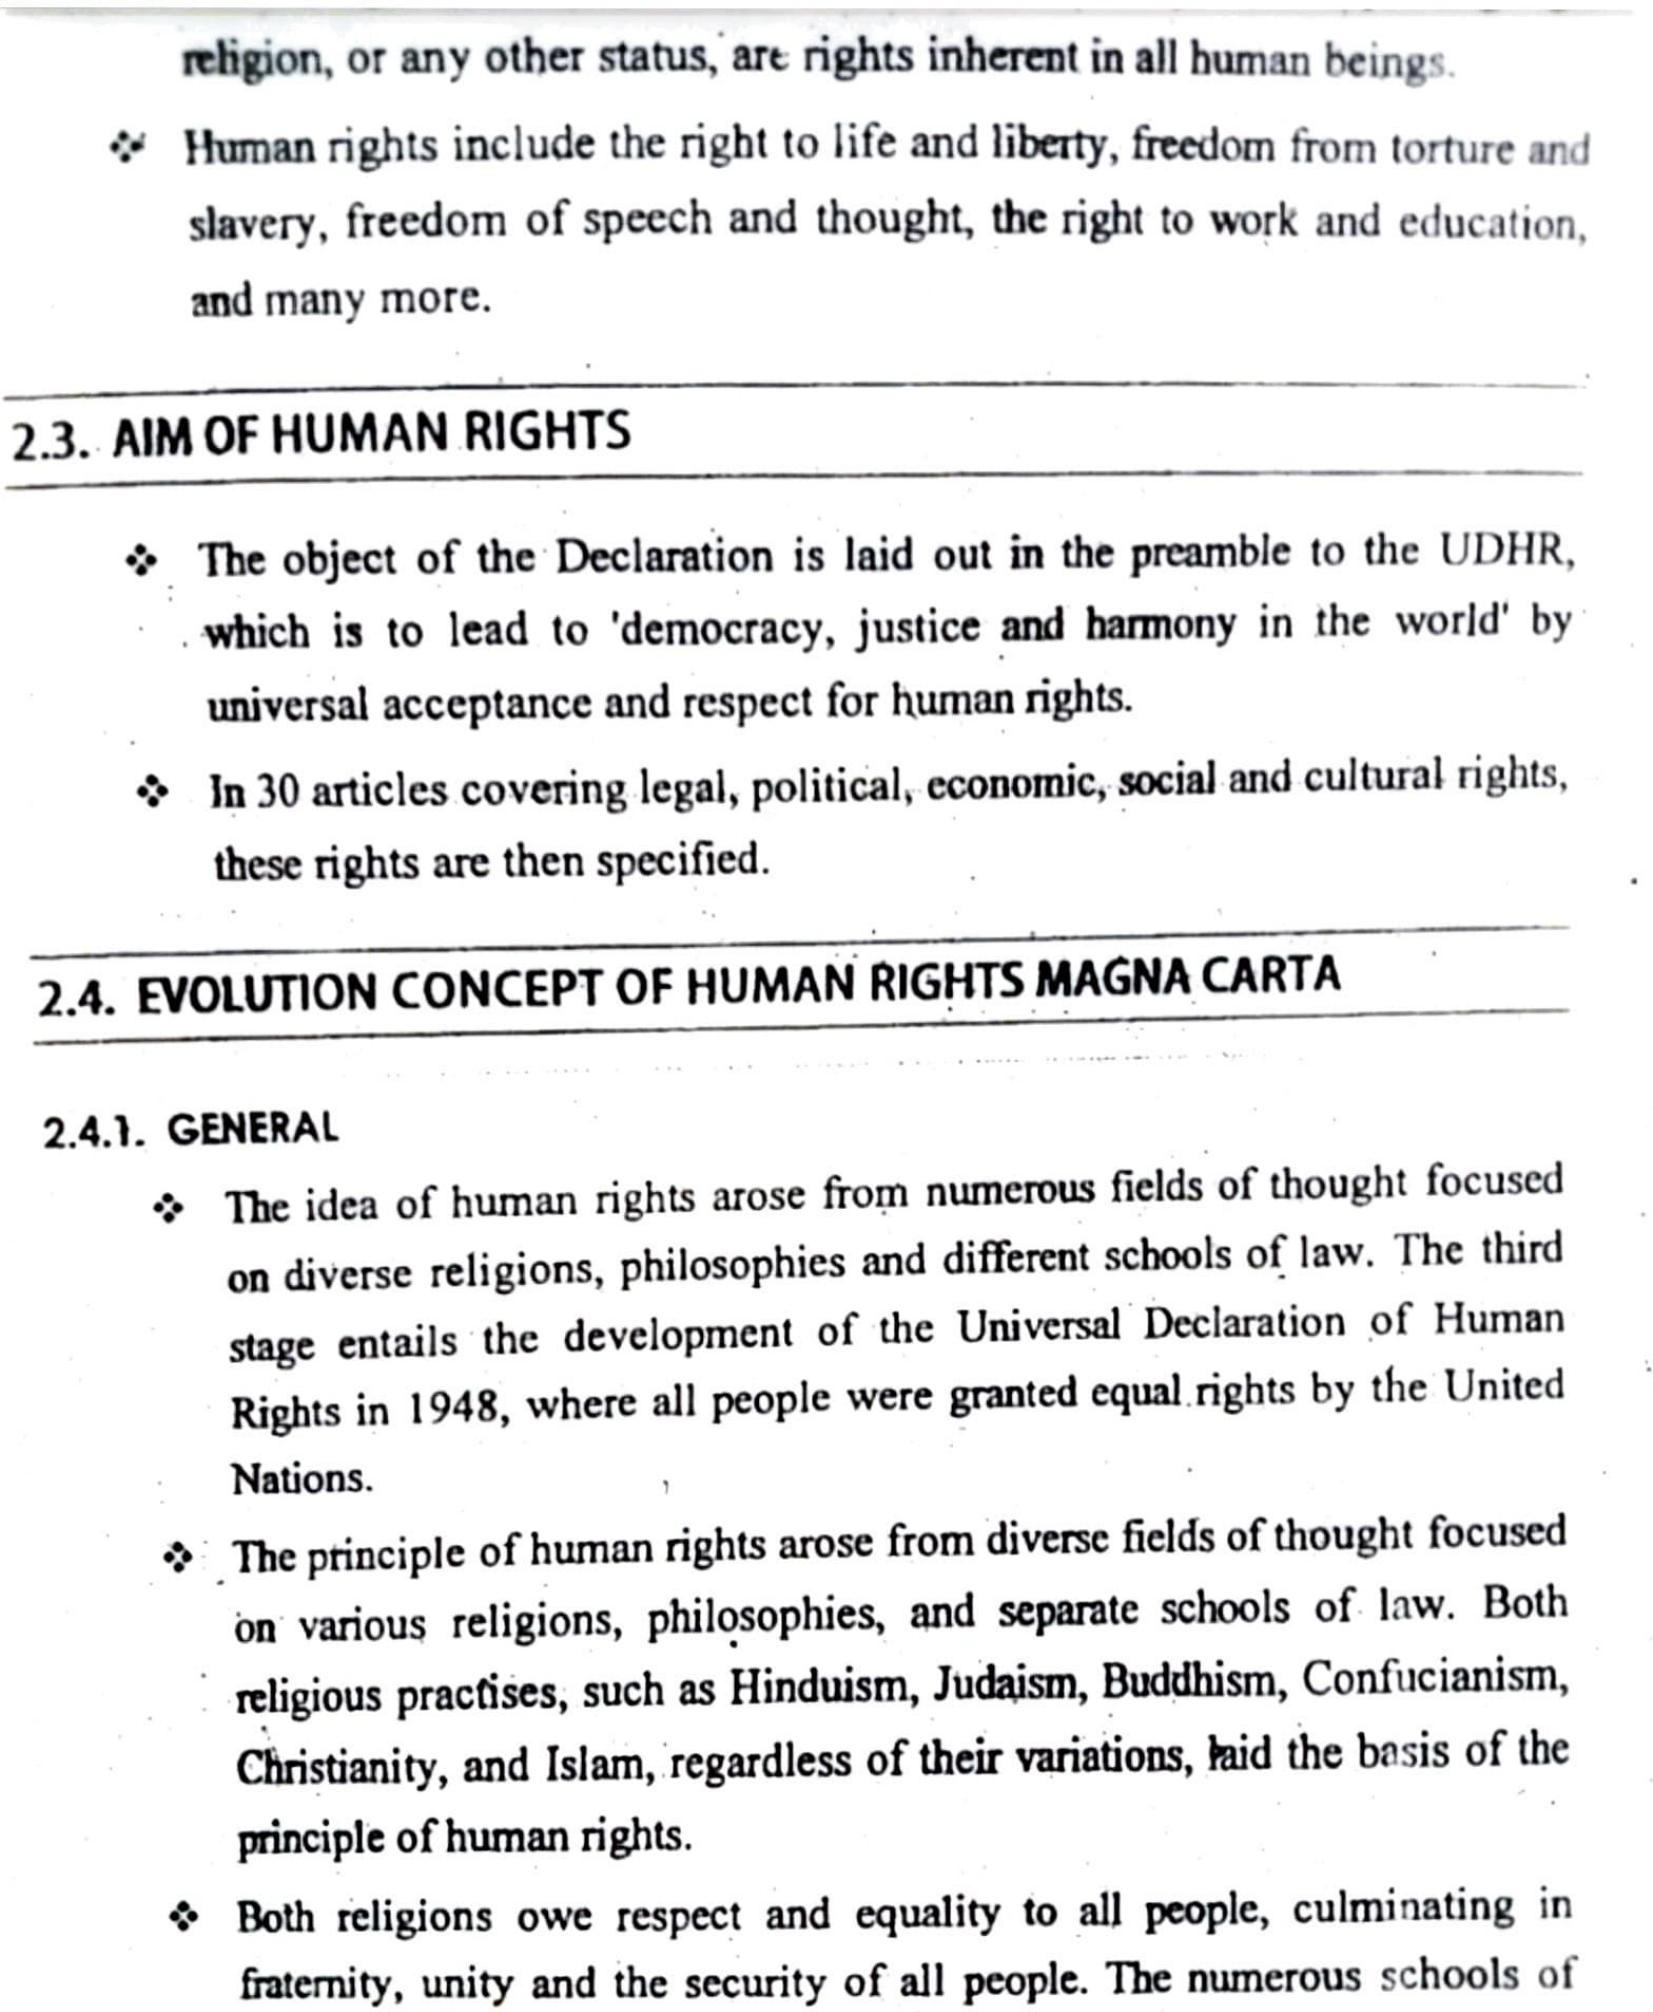 religion, or any other status, are rights inherent in all human beings.
❖ Human rights include the right to life and liberty, freedom from torture and
slavery, freedom of speech and thought, the right to work and education,
and many more.
2.3. AIM OF HUMAN RIGHTS
❖ The object of the Declaration is laid out in the preamble to the UDHR,
which is to lead to 'democracy, justice and harmony in the world' by
universal acceptance and respect for human rights.
❖ In 30 articles covering legal, political, economic, social and cultural rights,
these rights are then specified.
2.4. EVOLUTION CONCEPT OF HUMAN RIGHTS MAGNA CARTA
2.4.1. GENERAL
❖ The idea of human rights arose from numerous fields of thought focused
on diverse religions, philosophies and different schools of law. The third
stage entails the development of the Universal Declaration of Human
Rights in 1948, where all people were granted equal rights by the United
Nations.
❖ The principle of human rights arose from diverse fields of thought focused
on various religions, philosophies, and separate schools of law. Both
religious practises, such as Hinduism, Judaism, Buddhism, Confucianism,
Christianity, and Islam, regardless of their variations, laid the basis of the
principle of human rights.
❖ Both religions owe respect and equality to all people, culminating in
fraternity, unity and the security of all people. The numerous schools of